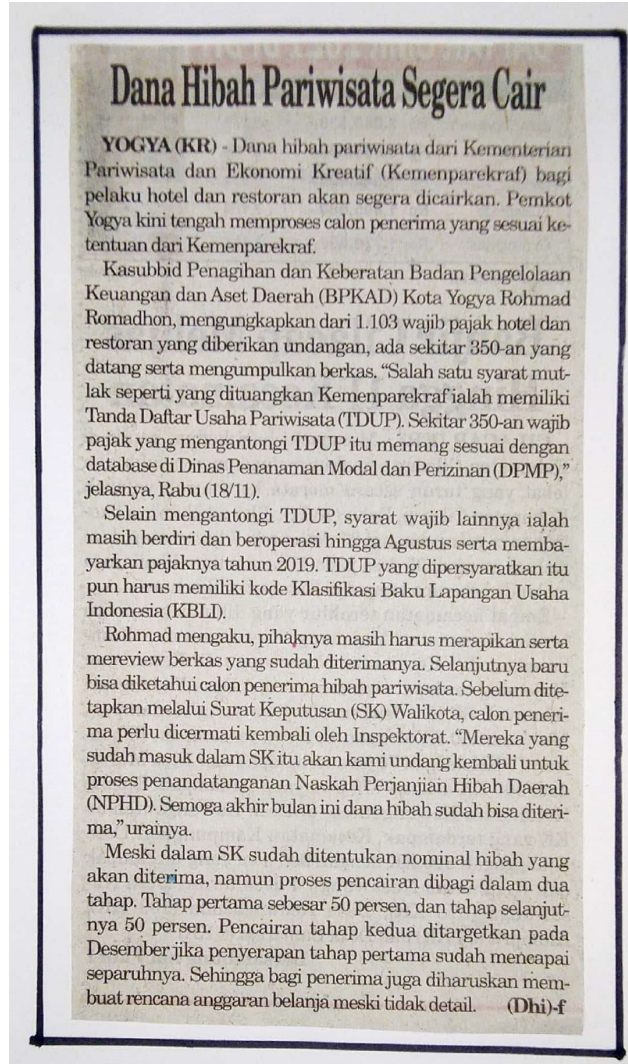 Dana Hibah Pariwisata Segera Cair
YOGYA (KR) - Dana hibah pariwisata dari Kementerian
Pariwisata dan Ekonomi Kreatif (Kemenparekraf) bagi
pelaku hotel dan restoran akan segera dicairkan. Pemkot
Yogya kini tengah memproses calon penerima yang sesuai ke-
tentuan dari Kemenparekraf.
Kasubbid Penagihan dan Keberatan Badan Pengelolaan
Keuangan dan Aset Daerah (BPKAD) Kota Yogya Rohmad
Romadhon, mengungkapkan dari 1.103 wajib pajak hotel dan
restoran yang diberikan undangan, ada sekitar 350-an yang
datang serta mengumpulkan berkas. “Salah satu syarat mut-
lak seperti yang dituangkan Kemenparekraf ialah memiliki
Tanda Daftar Usaha Pariwisata (TDUP). Sekitar 350-an wajib
pajak yang mengantongi TDUP itu memang sesuai dengan
database di Dinas Penanaman Modal dan Perizinan (DPMP),”
jelasnya, Rabu (18/11).
Selain mengantongi TDUP, syarat wajib lainnya ialah
masih berdiri dan beroperasi hingga Agustus serta memba-
yarkan pajaknya tahun 2019. TDUP yang dipersyaratkan itu
pun harus memiliki kode Klasifikasi Baku Lapangan Usaha
Indonesia (KBLI).
Rohmad mengaku, pihaknya masih harus merapikan serta
mereview berkas yang sudah diterimanya. Selanjutnya baru
bisa diketahui calon penerima hibah pariwisata. Sebelum dite-
tapkan melalui Surat Keputusan (SK) Walikota, calon peneri-
ma perlu dicermati kembali oleh Inspektorat. “Mereka yang
sudah masuk dalam SK itu akan kami undang kembali untuk
proses penandatanganan Naskah Perjanjian Hibah Daerah
(NPHD). Semoga akhir bulan ini dana hibah sudah bisa diteri-
ma,” urainya.
Meski dalam SK sudah ditentukan nominal hibah yang
akan diterima, namun proses pencairan dibagi dalam dua
tahap. Tahap pertama sebesar 50 persen, dan tahap selanjut-
nya 50 persen. Pencairan tahap kedua ditargetkan pada
Desember jika penyerapan tahap pertama sudah mencapai
separuhnya. Sehingga bagi penerima juga diharuskan mem-
buat rencana anggaran belanja meski tidak detail. (Dhi)-f